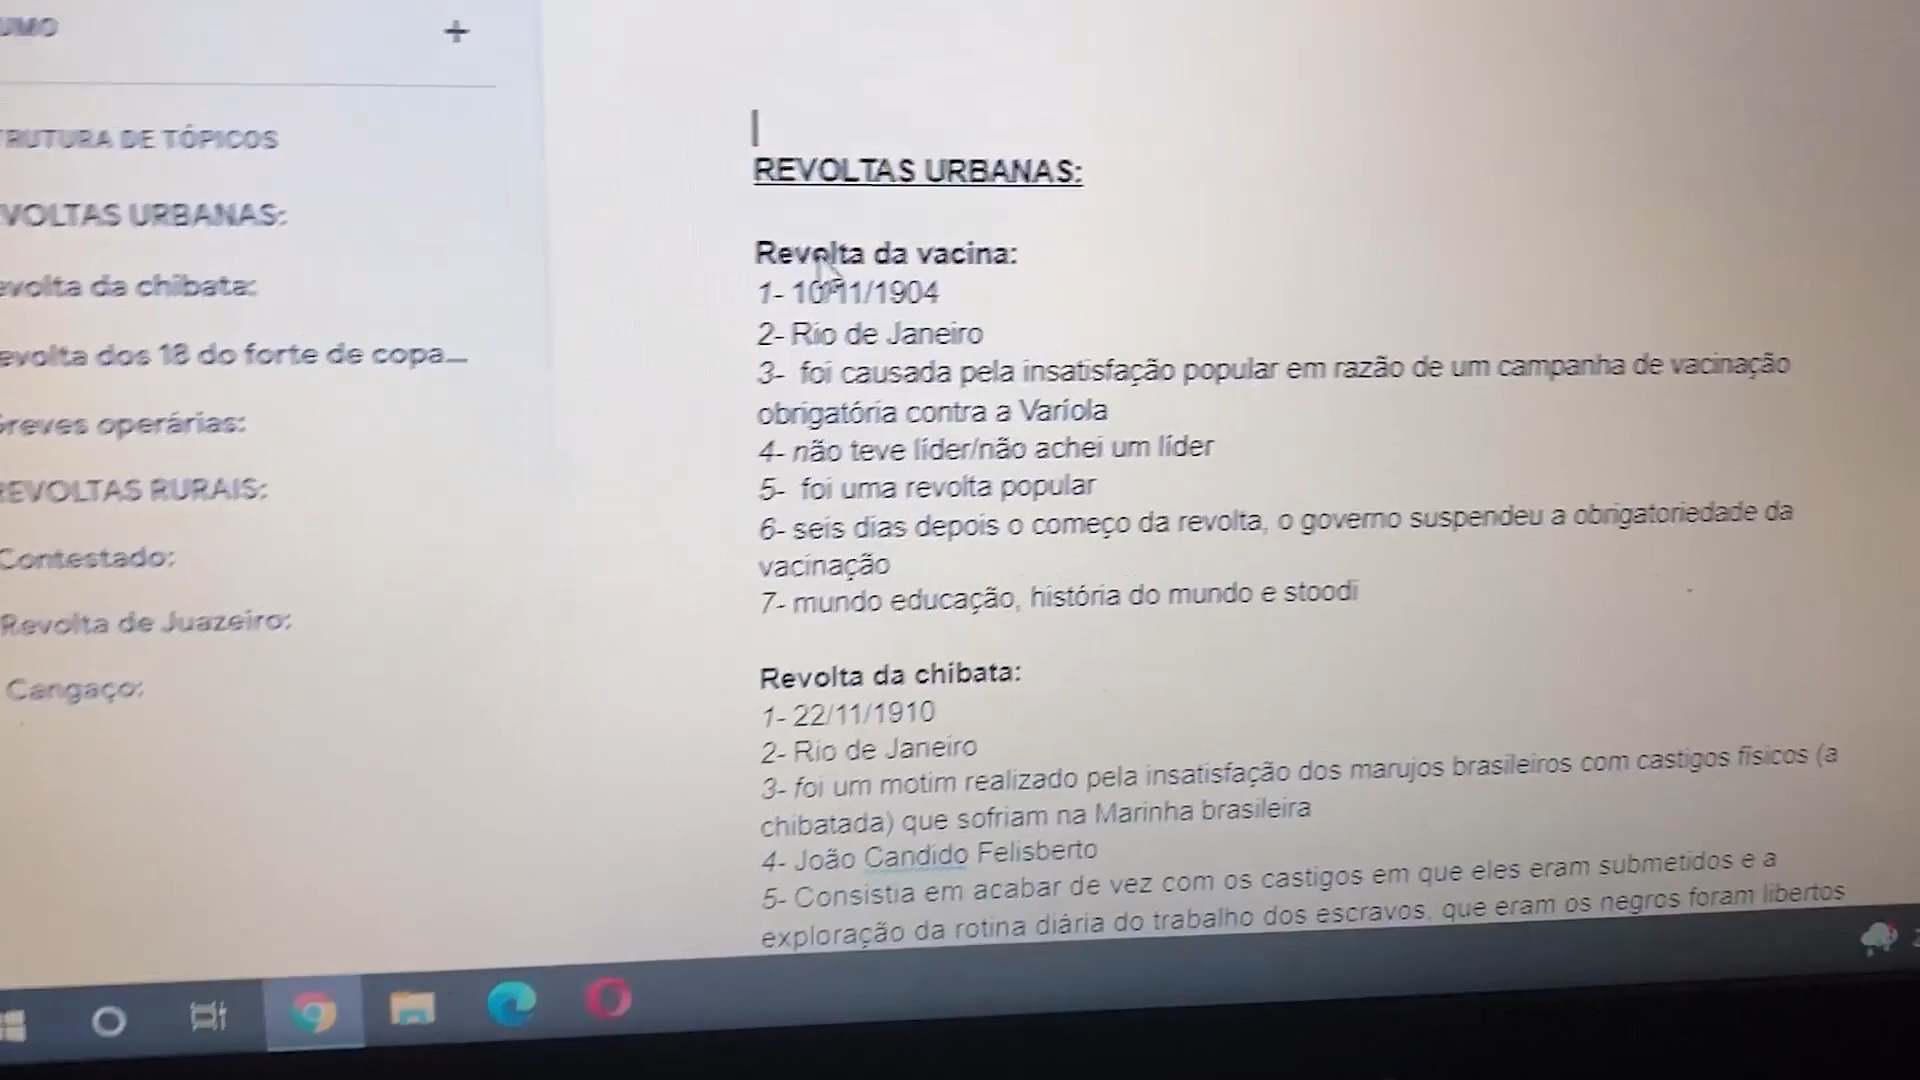 UMO
TRUTURA DE TÓPICOS
EVOLTAS URBANAS:
evolta da chibata:
evolta dos 18 do forte de copa...
Greves operárias:
REVOLTAS RURAIS:
Contestado:
Revolta de Juazeiro:
Cangaço:
REVOLTAS URBANAS:
Revolta da vacina:
1- 10/11/1904
2- Rio de Janeiro
3- foi causada pela insatisfação popular em razão de um campanha de vacinação
obrigatória contra a Varíola
4- não teve líder/não achei um líder
5- foi uma revolta popular
6- seis dias depois o começo da revolta, o governo suspendeu a obrigatoriedade da
vacinação
7- mundo educação, história do mundo e stoodi
Revolta da chibata:
1- 22/11/1910
2- Rio de Janeiro
3- foi um motim realizado pela insatisfação dos marujos brasileiros com castigos físicos (a
chibatada) que sofriam na Marinha brasileira
4- João Candido Felisberto
5- Consistia em acabar de vez com os castigos em que eles eram submetidos e a
exploração da rotina diária do trabalho dos escravos, que eram os negros foram libertos